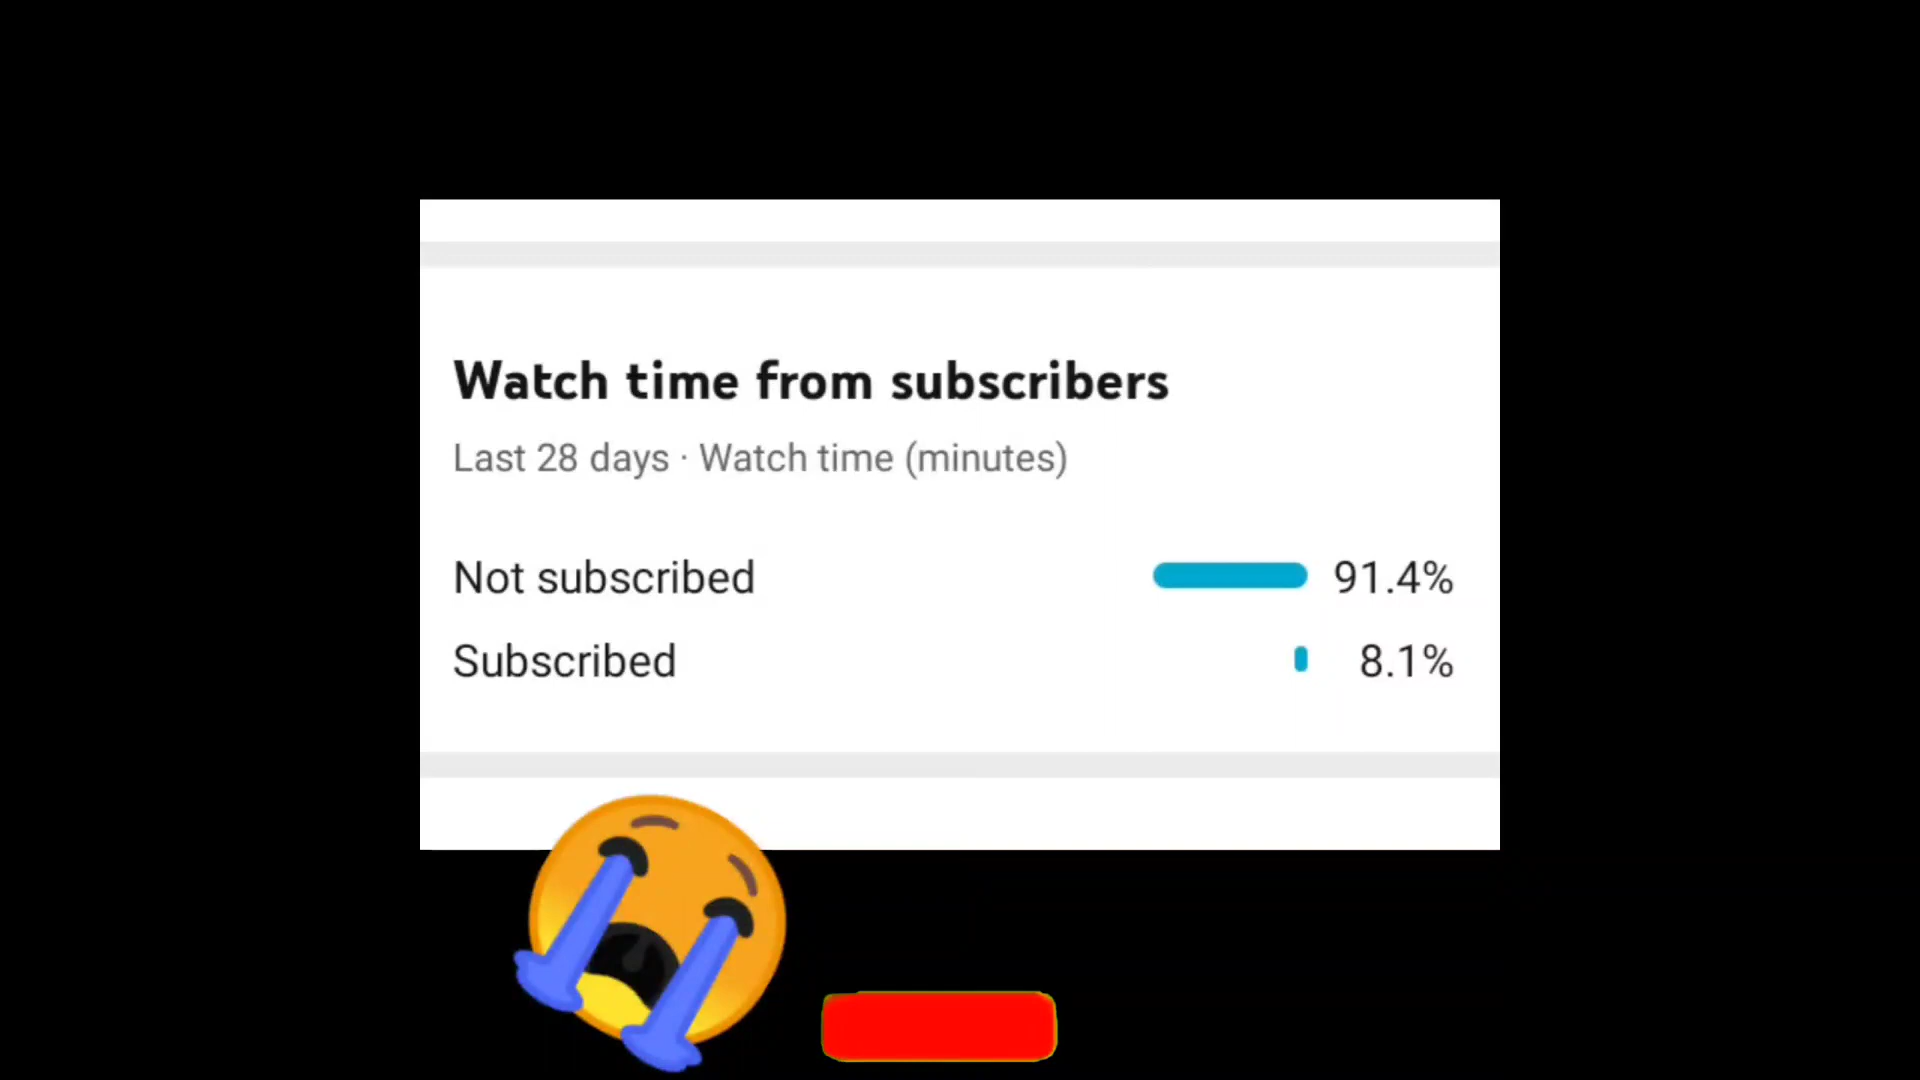 Watch time from subscribers
Last 28 days · Watch time (minutes)
Not subscribed 91.4%
Subscribed 8.1%